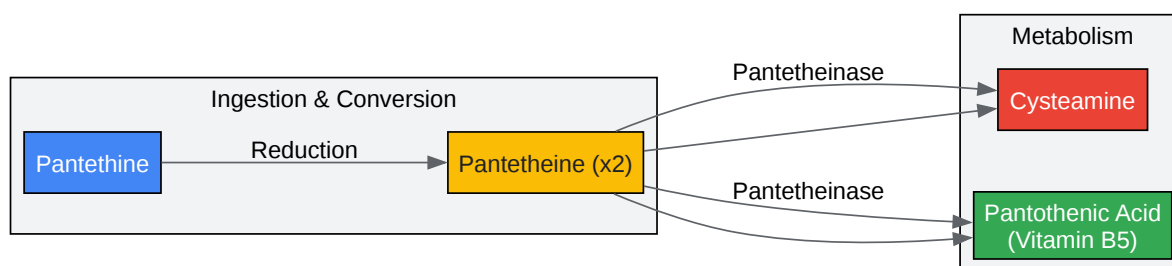 Ingestion & Conversion
Pantethine
Reduction
Pantetheine (x2)
Pantetheinase
Pantetheinase
Metabolism
Cysteamine
Pantothenic Acid
(Vitamin B5)